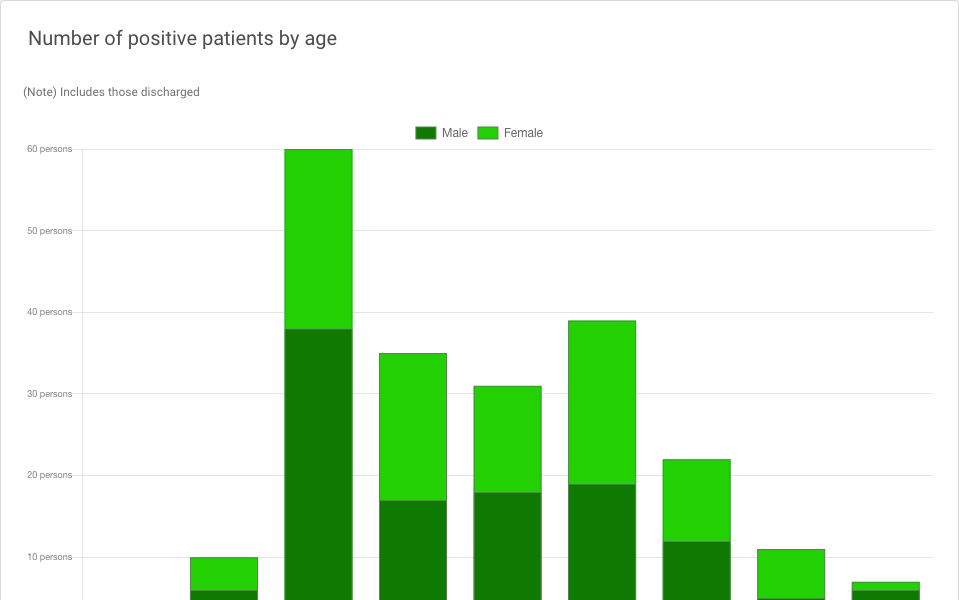 Number of positive patients by age
(Note) Includes those discharged
Male Female
60 persons
50 persons
40 persons
30 persons
20 persons
10 persons